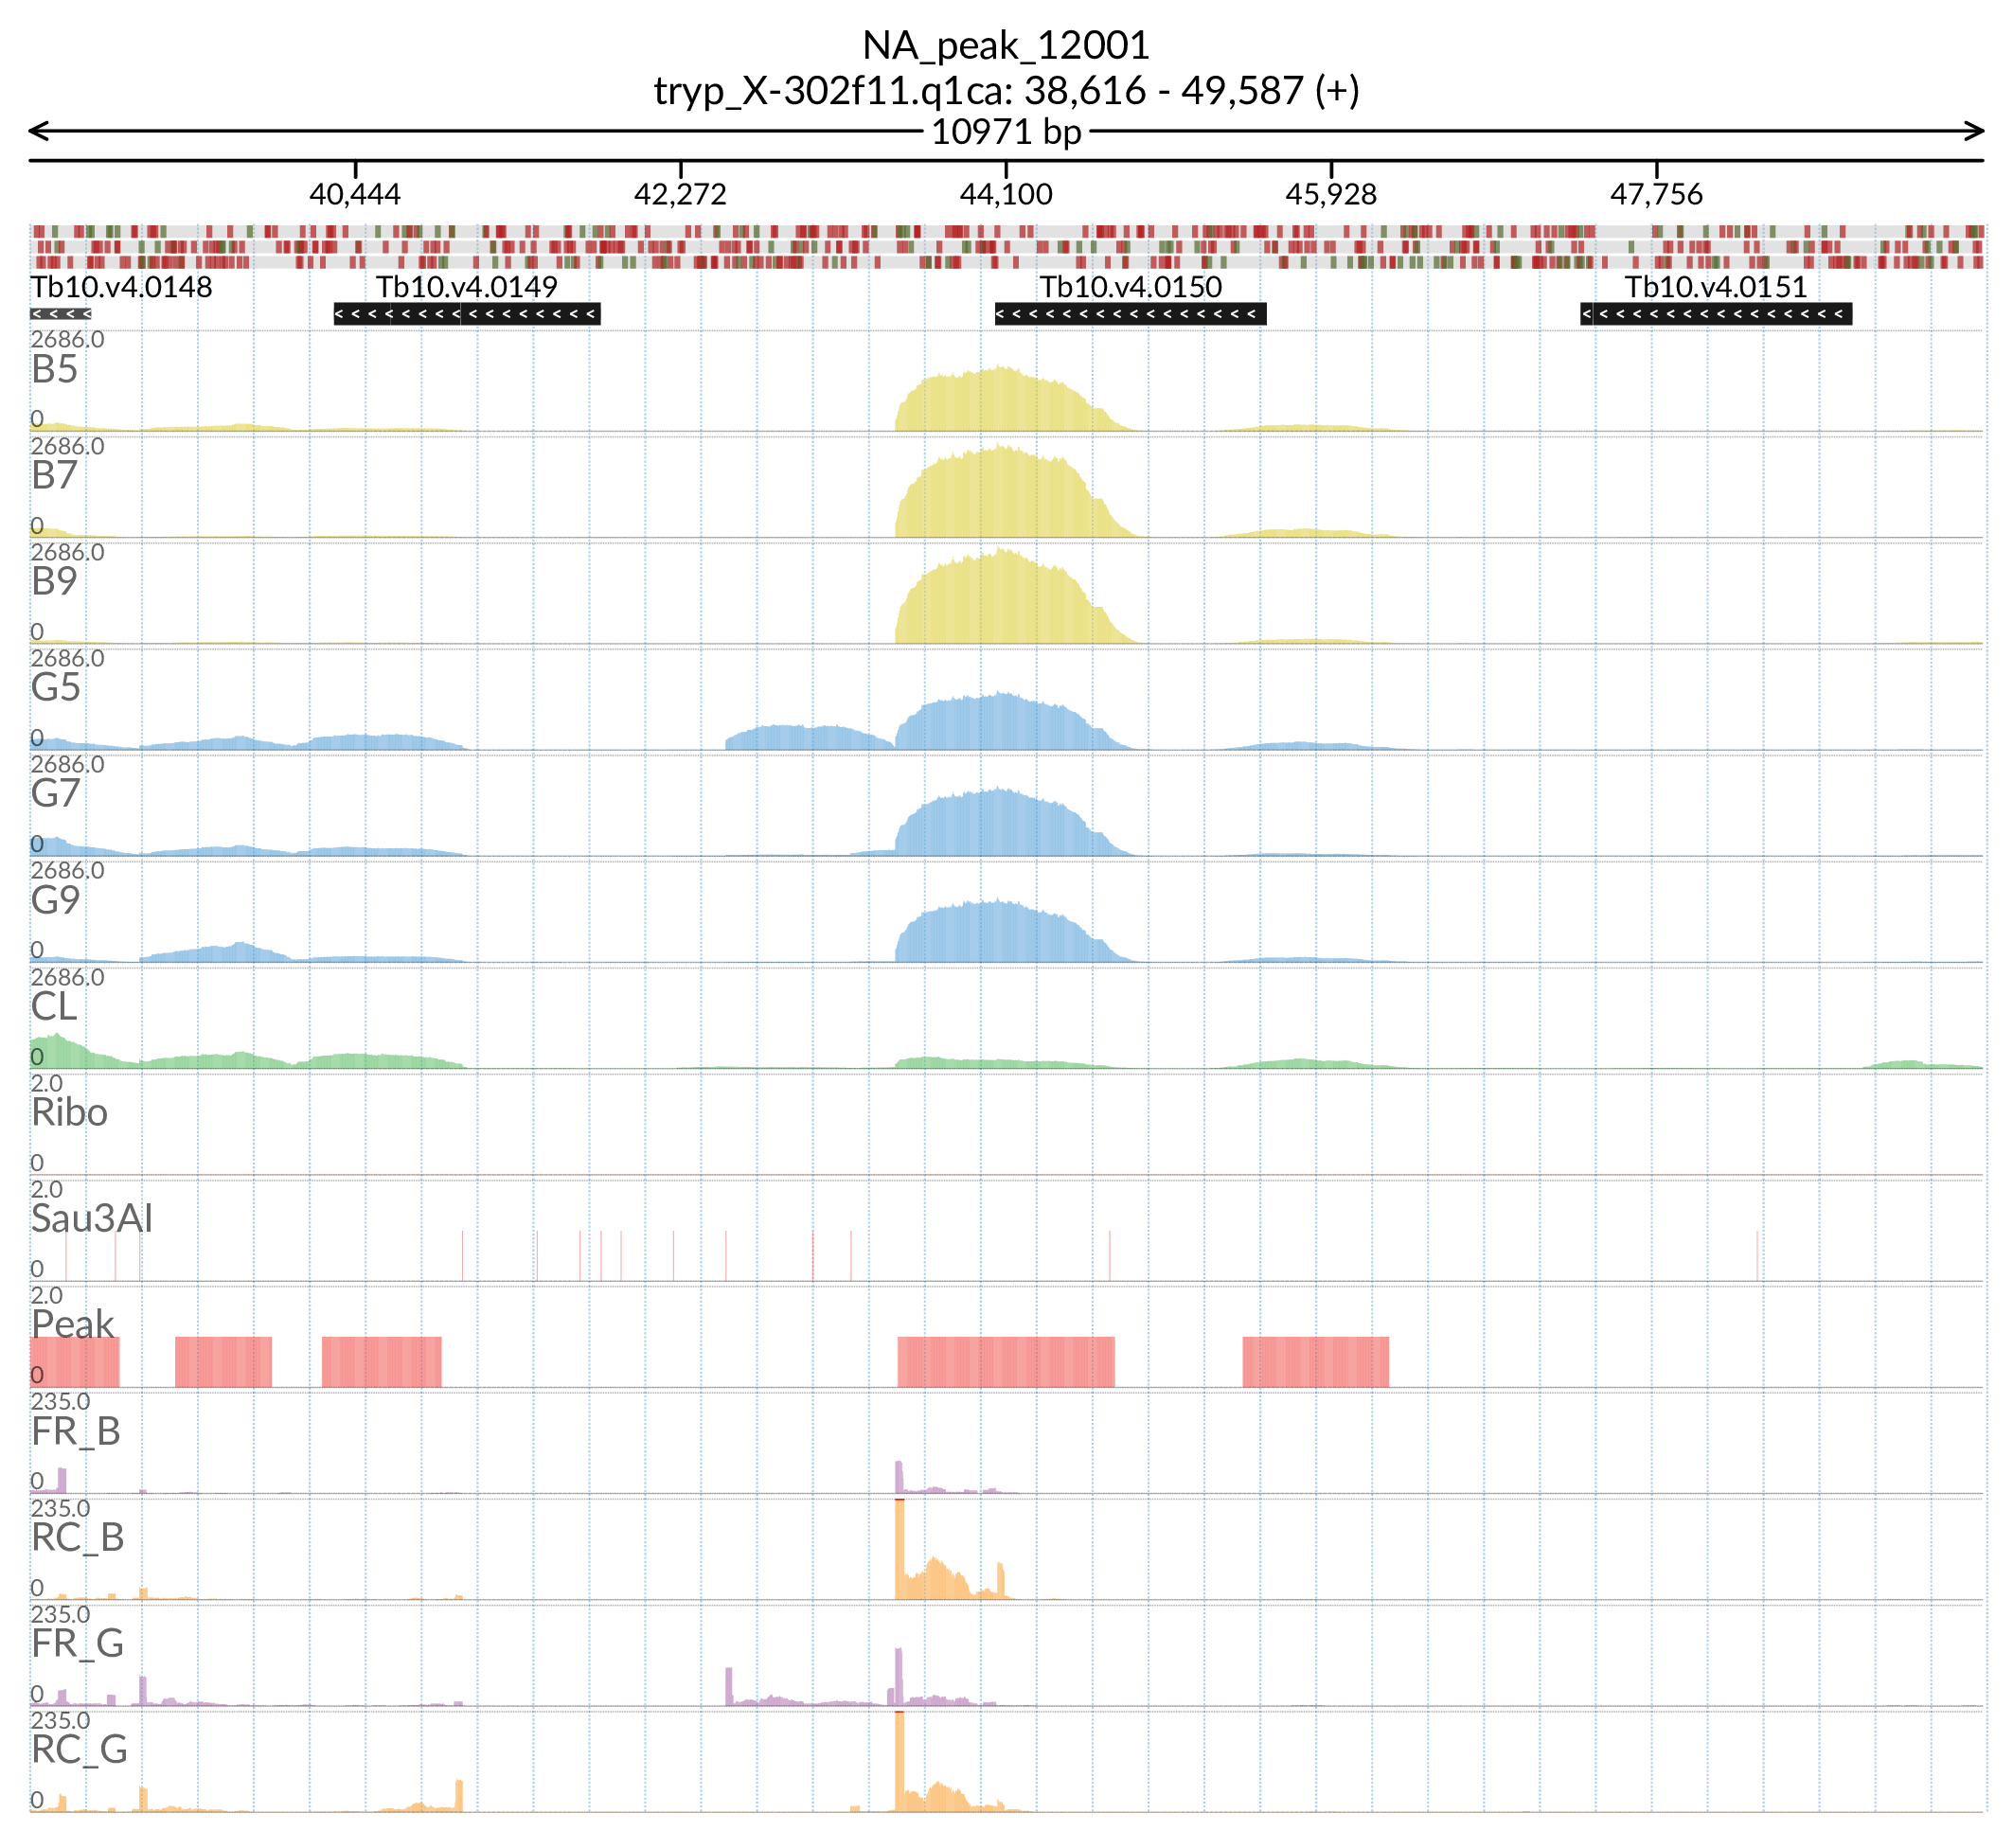 NA_peak_12001
tryp_X-302f11.q1ca: 38,616 - 49,587 (+)
10971 bp
40,444 42,272 44,100 45,928 47,756
Tb10.v4.0148 Tb10.v4.0149 Tb10.v4.0150 Tb10.v4.0151
2686.0
B5
0
2686.0
B7
0
2686.0
B9
0
2686.0
G5
0
2686.0
G7
0
2686.0
G9
0
2686.0
CL
0
2.0
Ribo
0
2.0
Sau3AI
0
2.0
Peak
0
235.0
FR_B
0
235.0
RC_B
0
235.0
FR_G
0
235.0
RC_G
0